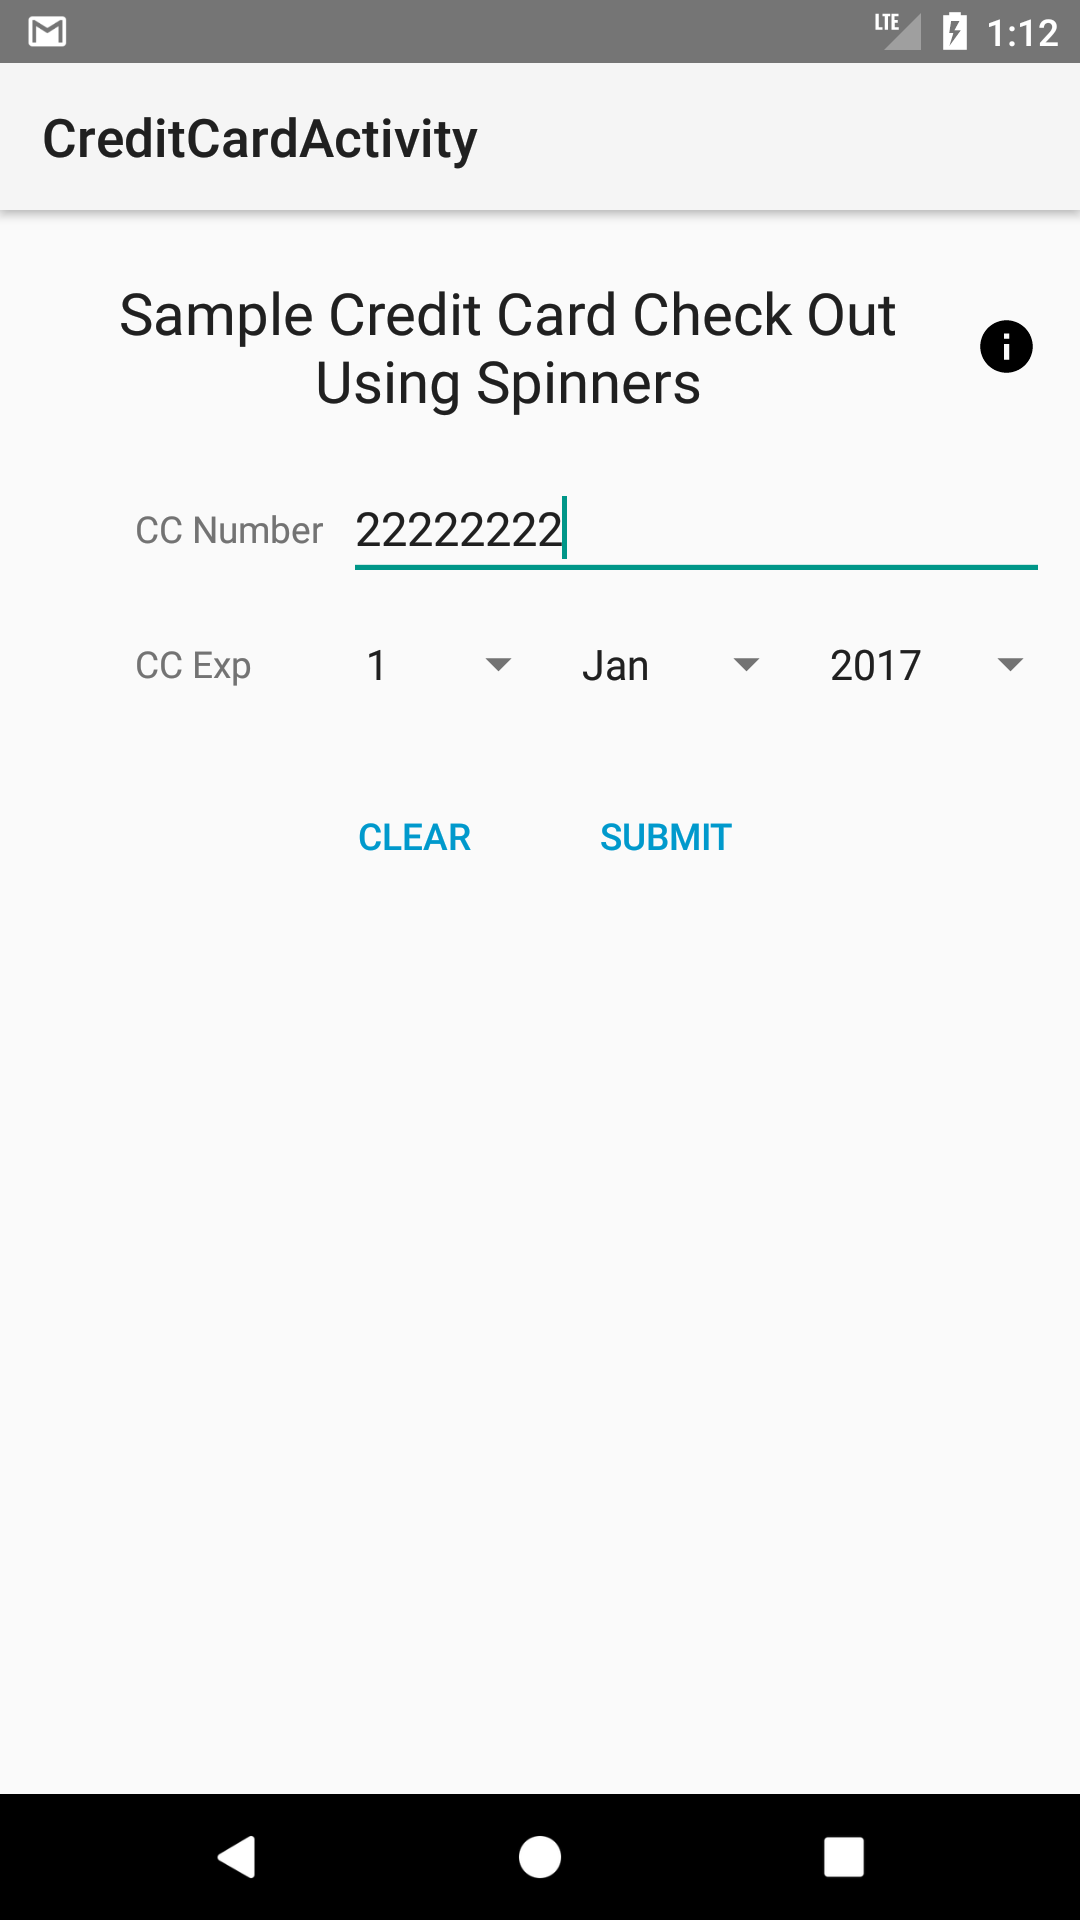 LTE 1:12
CreditCardActivity
Sample Credit Card Check Out
Using Spinners
CC Number 22222222
CC Exp 1 Jan 2017
CLEAR SUBMIT